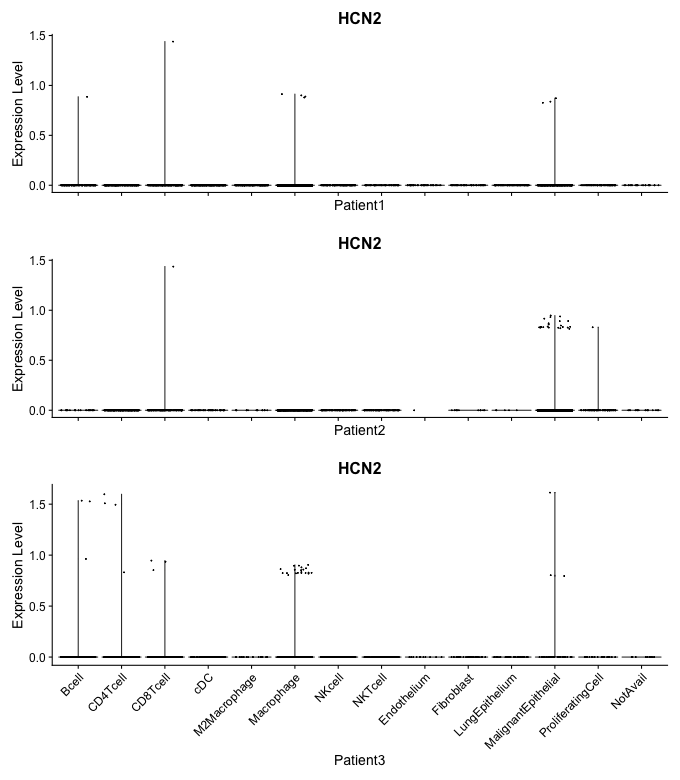 HCN2
Expression Level
1.5
1.0
0.5
0.0
Patient1
HCN2
Expression Level
1.5
1.0
0.5
0.0
Patient2
HCN2
Expression Level
1.5
1.0
0.5
0.0
Bcell
CD4Tcell
CD8Tcell
cDC
M2Macrophage
Macrophage
NKcell
NKTcell
Endothelium
Fibroblast
LungEpithelium
MalignantEpithelial
ProliferatingCell
NotAvail
Patient3